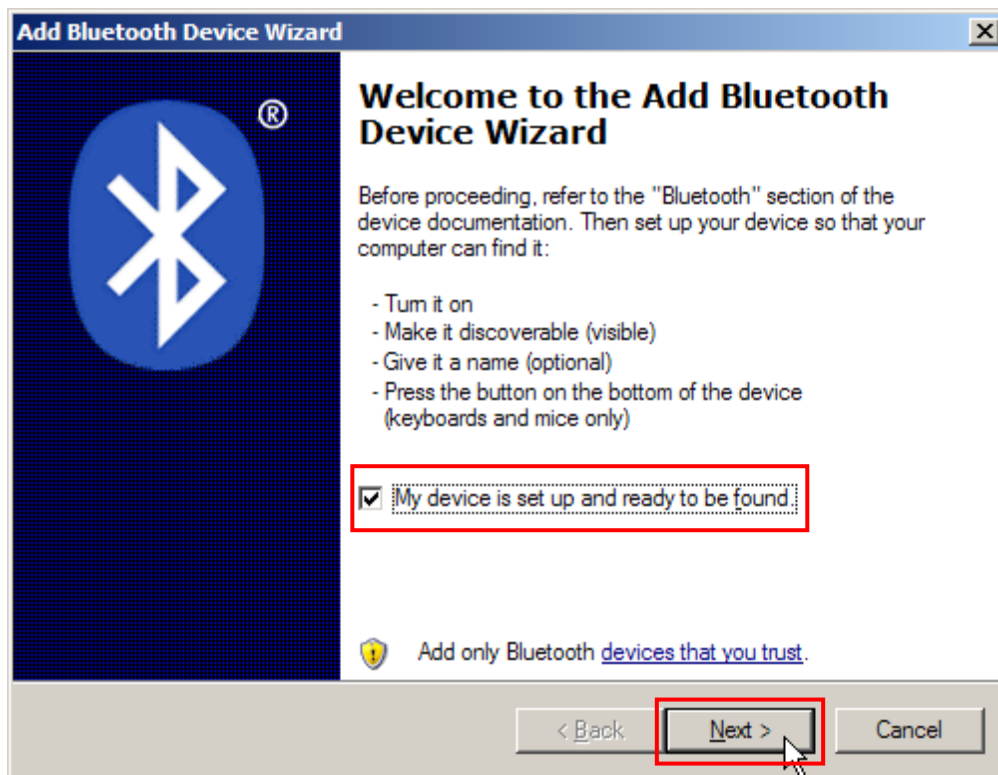 Add Bluetooth Device Wizard
®
Welcome to the Add Bluetooth
Device Wizard
Before proceeding, refer to the "Bluetooth" section of the
device documentation. Then set up your device so that your
computer can find it:
- Turn it on
- Make it discoverable (visible)
- Give it a name (optional)
- Press the button on the bottom of the device
(keyboards and mice only)
My device is set up and ready to be found.
Add only Bluetooth devices that you trust.
< Back
Next >
Cancel